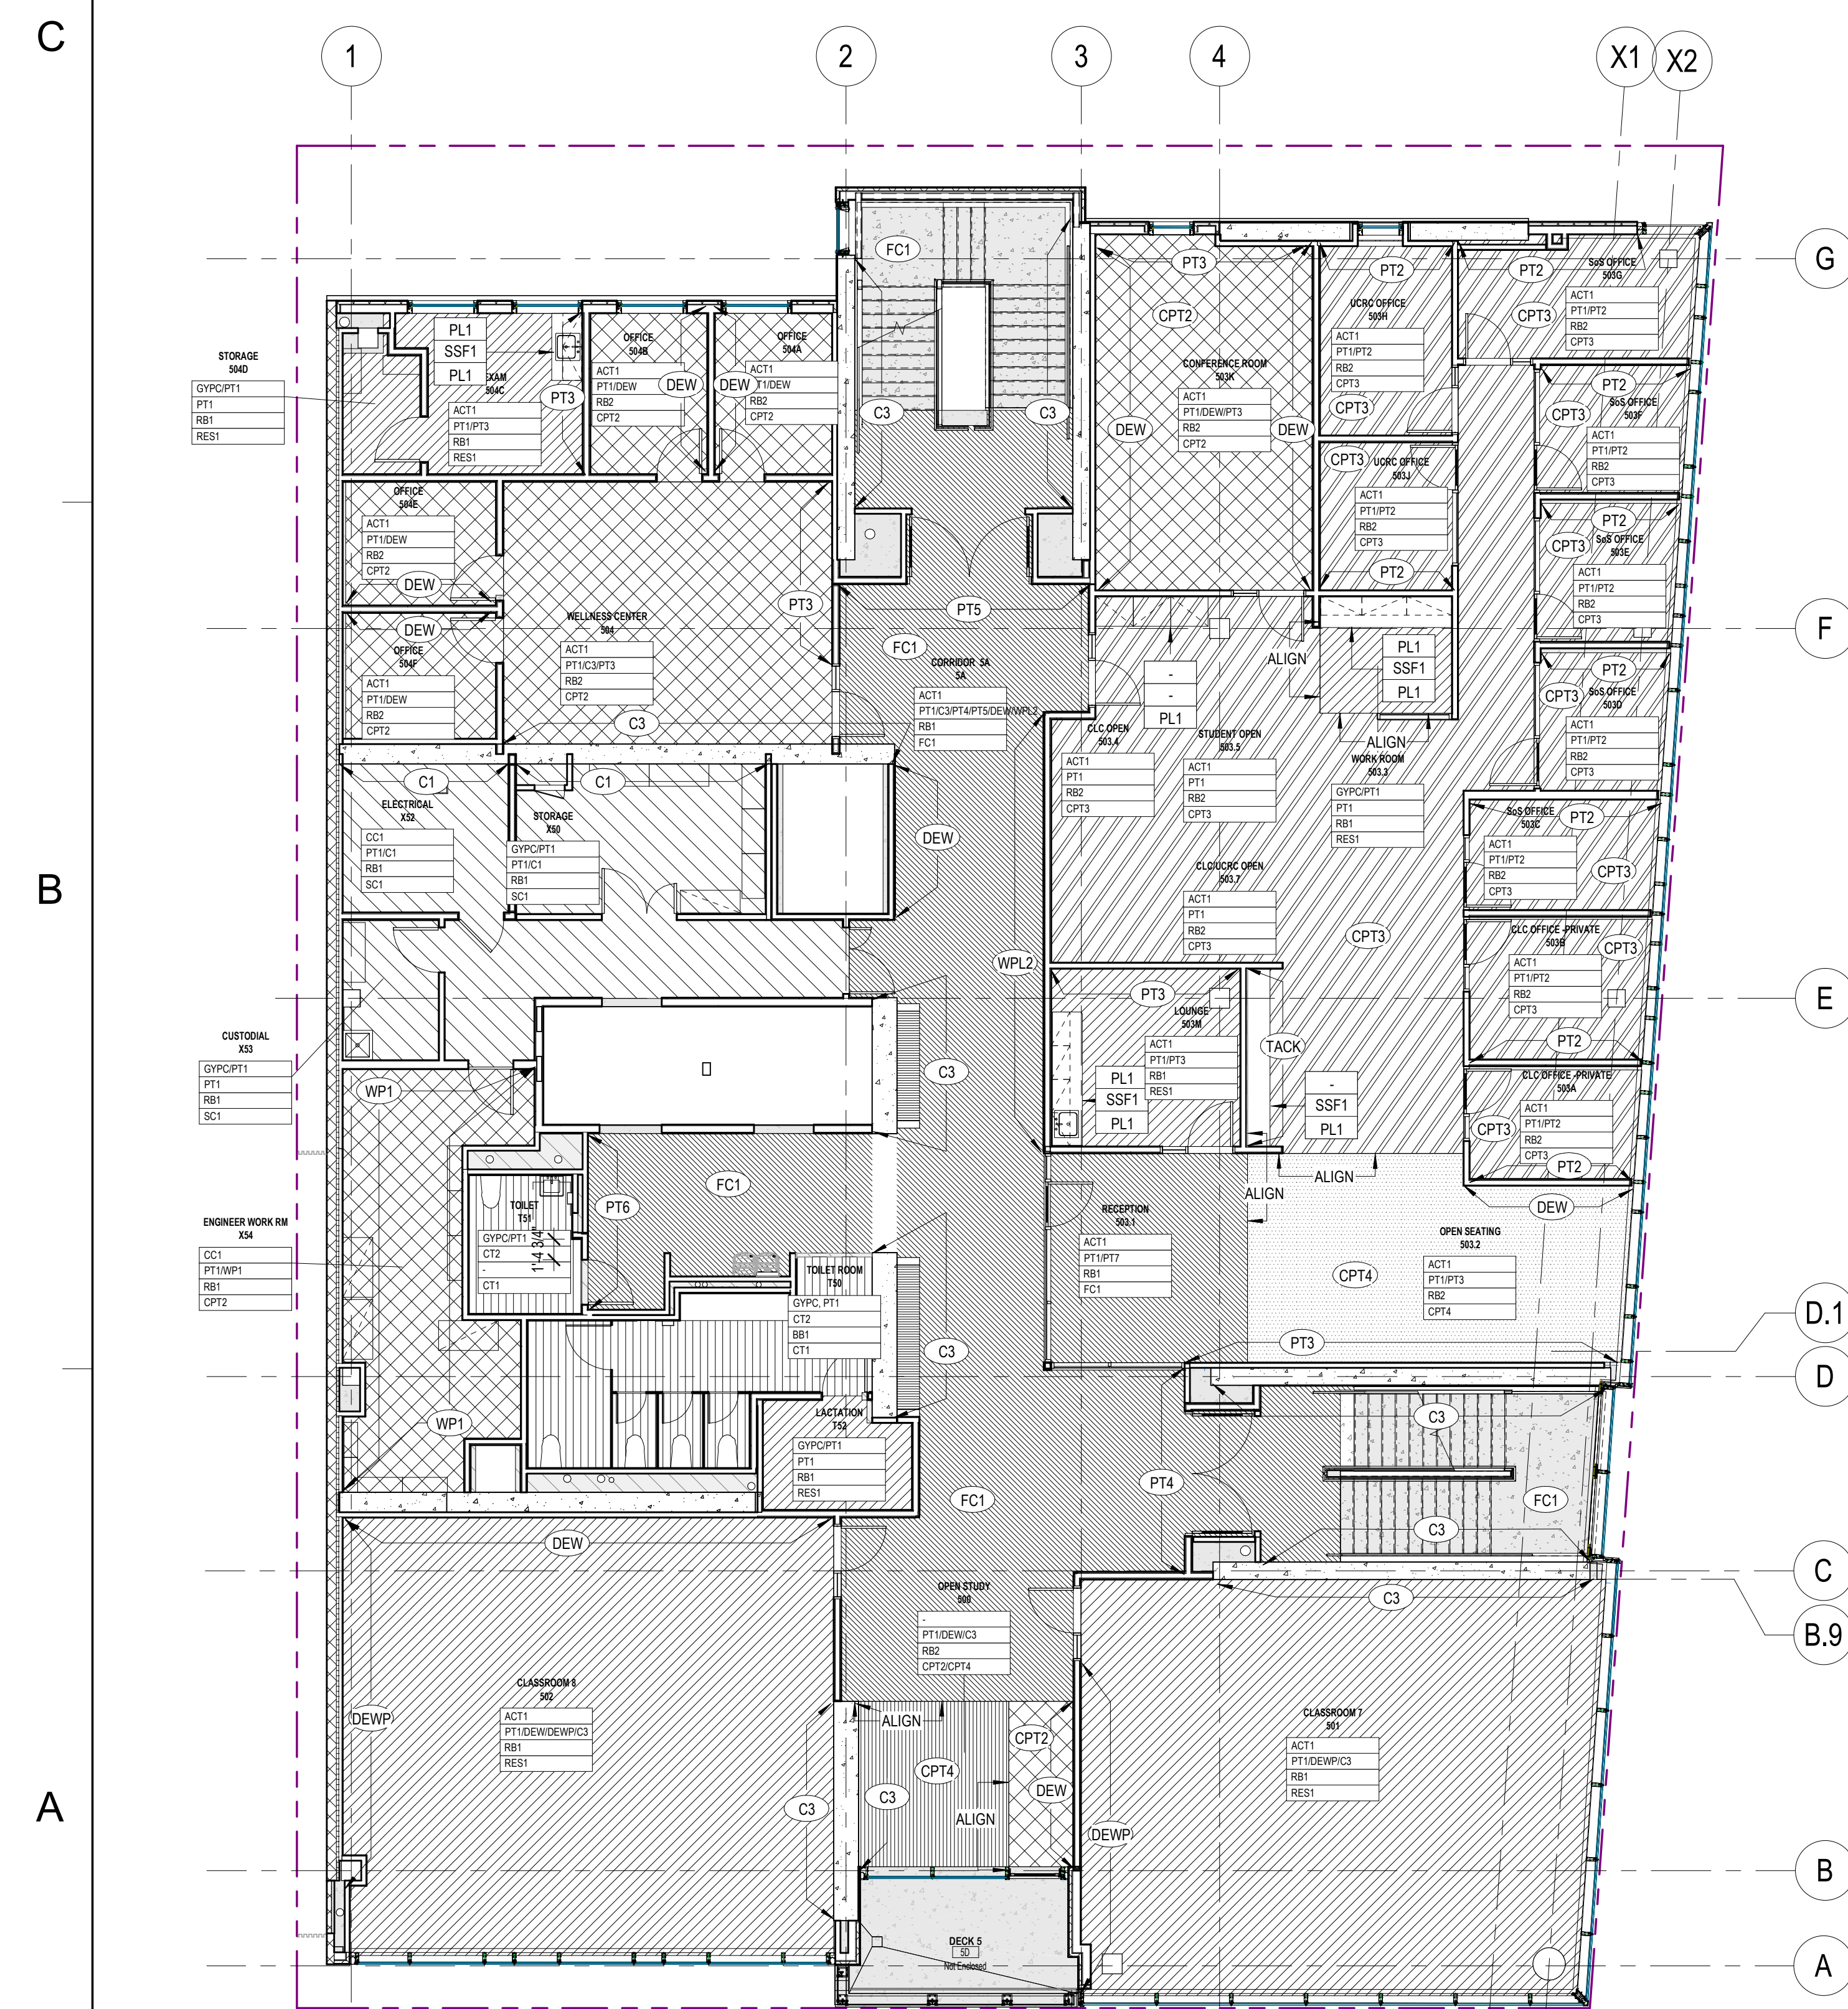 C
1
2
3
4
X1
X2
G
FC1
PT3
PT2
PT2
SoS OFFICE
503G
ACT1
PT1/PT2
RB2
CPT3
CPT3
CPT2
UCRC OFFICE
503H
ACT1
PT1/PT2
RB2
CPT3
CPT3
PL1
SSF1
PL1
EXAM
504C
ACT1
PT1/PT3
RB1
RES1
PT3
OFFICE
504B
ACT1
PT1/DEW
RB2
CPT2
DEW
DEW
OFFICE
504A
ACT1
PT1/DEW
RB2
CPT2
STORAGE
504D
GYPC/PT1
PT1
RB1
RES1
C3
C3
DEW
CONFERENCE ROOM
503K
ACT1
PT1/DEW/PT3
RB2
CPT2
DEW
PT2
CPT3
SoS OFFICE
503F
ACT1
PT1/PT2
RB2
CPT3
CPT3
UCRC OFFICE
503J
ACT1
PT1/PT2
RB2
CPT3
PT2
OFFICE
504E
ACT1
PT1/DEW
RB2
CPT2
DEW
PT2
CPT3
SoS OFFICE
503E
ACT1
PT1/PT2
RB2
CPT3
DEW
OFFICE
504F
ACT1
PT1/DEW
RB2
CPT2
WELLNESS CENTER
504
ACT1
PT1/C3/PT3
RB2
CPT2
PT3
C3
PT5
FC1
CORRIDOR 5A
5A
ACT1
PT1/C3/PT4/PT5/DEW/WPL2
RB1
FC1
F
ALIGN
PL1
SSF1
PL1
-
-
PL1
PT2
CPT3
SoS OFFICE
503D
ACT1
PT1/PT2
RB2
CPT3
CLC OPEN
503.4
ACT1
PT1
RB2
CPT3
STUDENT OPEN
503.5
ACT1
PT1
RB2
CPT3
ALIGN
WORK ROOM
503.3
GYPC/PT1
PT1
RB1
RES1
C1
C1
ELECTRICAL
X52
CC1
PT1/C1
RB1
SC1
STORAGE
X50
GYPC/PT1
PT1/C1
RB1
SC1
DEW
SoS OFFICE
503C
PT2
ACT1
PT1/PT2
RB2
CPT3
CPT3
B
CLC/UCRC OPEN
503.7
ACT1
PT1
RB2
CPT3
CPT3
CLC OFFICE -PRIVATE
503B
CPT3
ACT1
PT1/PT2
RB2
CPT3
PT2
WPL2
E
PT3
LOUNGE
503M
ACT1
PT1/PT3
RB1
RES1
PL1
SSF1
PL1
TACK
-
SSF1
PL1
CUSTODIAL
X53
GYPC/PT1
PT1
RB1
SC1
WP1
C3
CLC OFFICE -PRIVATE
503A
CPT3
ACT1
PT1/PT2
RB2
CPT3
PT2
ALIGN
ALIGN
DEW
FC1
PT6
TOILET
T51
GYPC/PT1
CT2
-
CT1
1'-4 3/4"
ENGINEER WORK RM
X54
CC1
PT1/WP1
RB1
CPT2
RECEPTION
503.1
ACT1
PT1/PT7
RB1
FC1
OPEN SEATING
503.2
ACT1
PT1/PT3
RB2
CPT4
CPT4
TOILET ROOM
T50
GYPC, PT1
CT2
BB1
CT1
C3
PT3
D.1
D
WP1
LACTATION
T52
GYPC/PT1
PT1
RB1
RES1
C3
PT4
FC1
FC1
C3
DEW
C
C3
B.9
OPEN STUDY
500
-
PT1/DEW/C3
RB2
CPT2/CPT4
CLASSROOM 8
502
ACT1
PT1/DEW/DEWP/C3
RB1
RES1
DEWP
ALIGN
CPT2
CPT4
DEW
C3
C3
ALIGN
CLASSROOM 7
501
ACT1
PT1/DEWP/C3
RB1
RES1
DEWP
A
B
DECK 5
5D
Not Enclosed
A